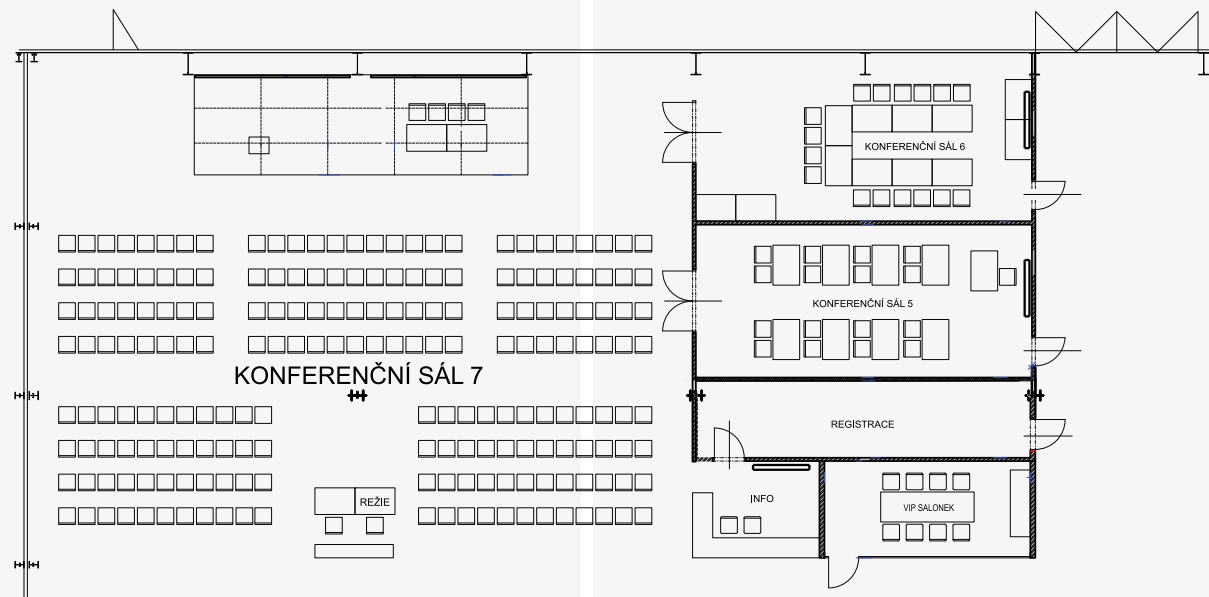 KONFERENČNÍ SÁL 6
KONFERENČNÍ SÁL 5
KONFERENČNÍ SÁL 7
REGISTRACE
REŽIE
INFO
VIP SALONEK